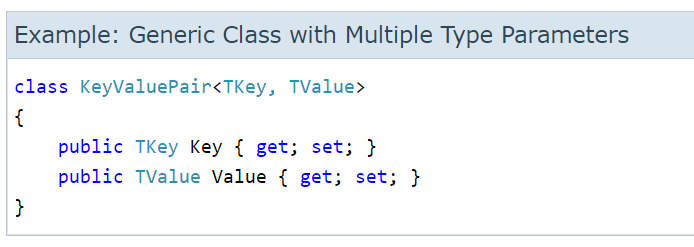 Example: Generic Class with Multiple Type Parameters
class KeyValuePair<TKey, TValue>
{
    public TKey Key { get; set; }
    public TValue Value { get; set; }
}